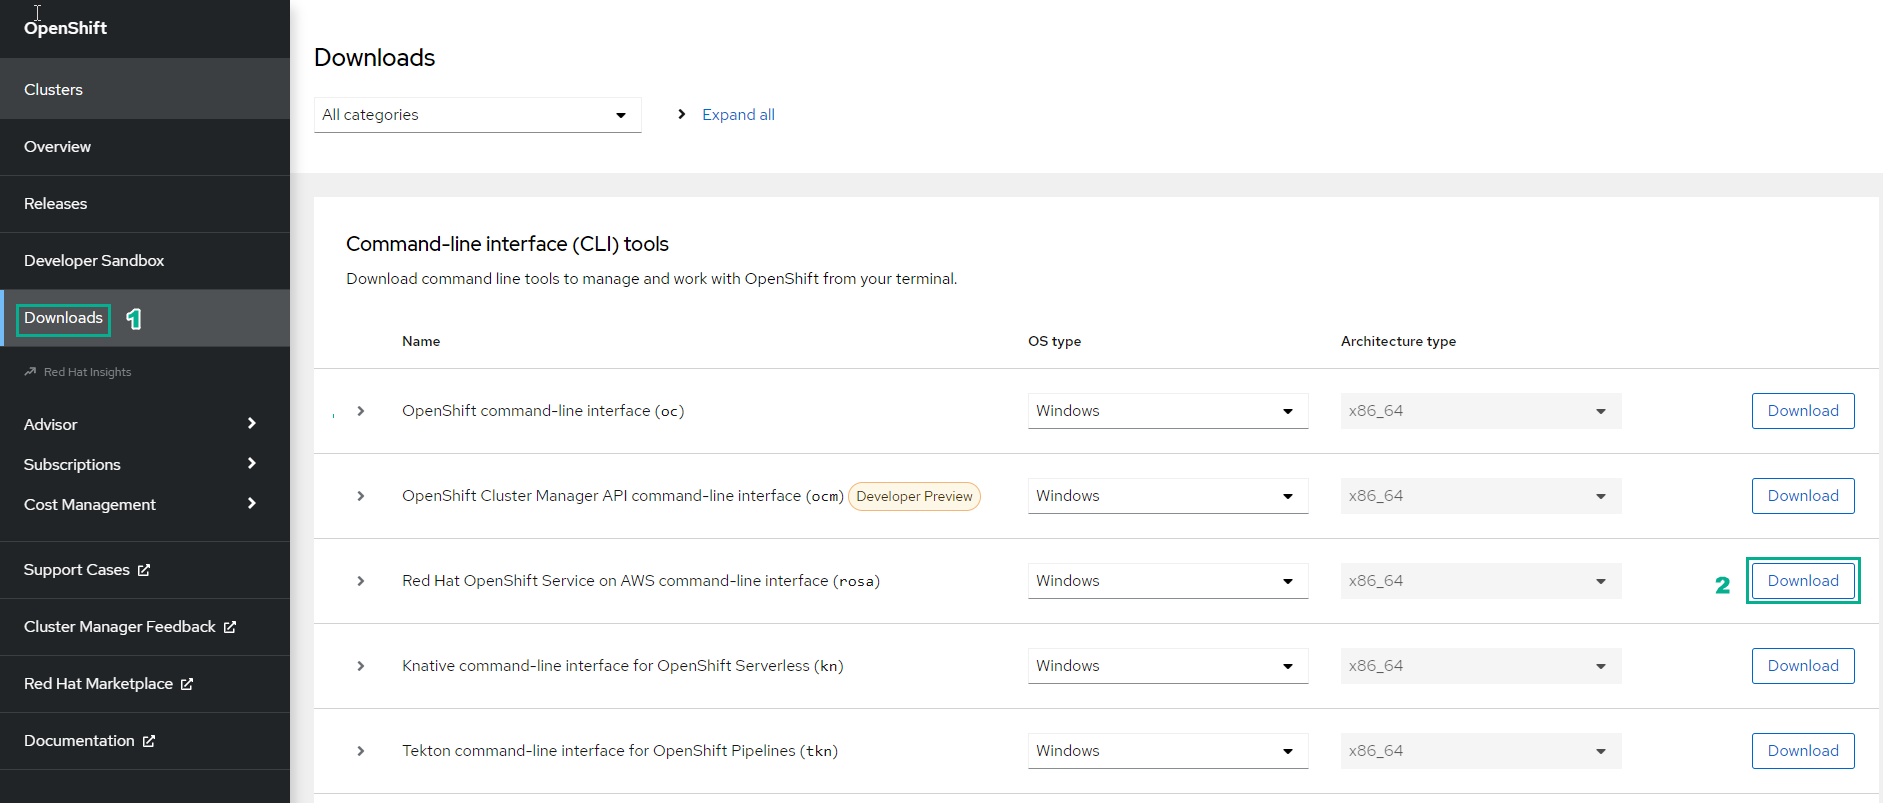 OpenShift
Clusters
Overview
Releases
Developer Sandbox
Downloads 1
Red Hat Insights
Advisor
Subscriptions
Cost Management
Support Cases
Cluster Manager Feedback
Red Hat Marketplace
Documentation
Downloads
All categories
Expand all
Command-line interface (CLI) tools
Download command line tools to manage and work with OpenShift from your terminal.
Name OS type Architecture type
OpenShift command-line interface (oc) Windows x86_64 Download
OpenShift Cluster Manager API command-line interface (ocm) Developer Preview Windows x86_64 Download
Red Hat OpenShift Service on AWS command-line interface (rosa) Windows x86_64 2 Download
Knative command-line interface for OpenShift Serverless (kn) Windows x86_64 Download
Tekton command-line interface for OpenShift Pipelines (tkn) Windows x86_64 Download